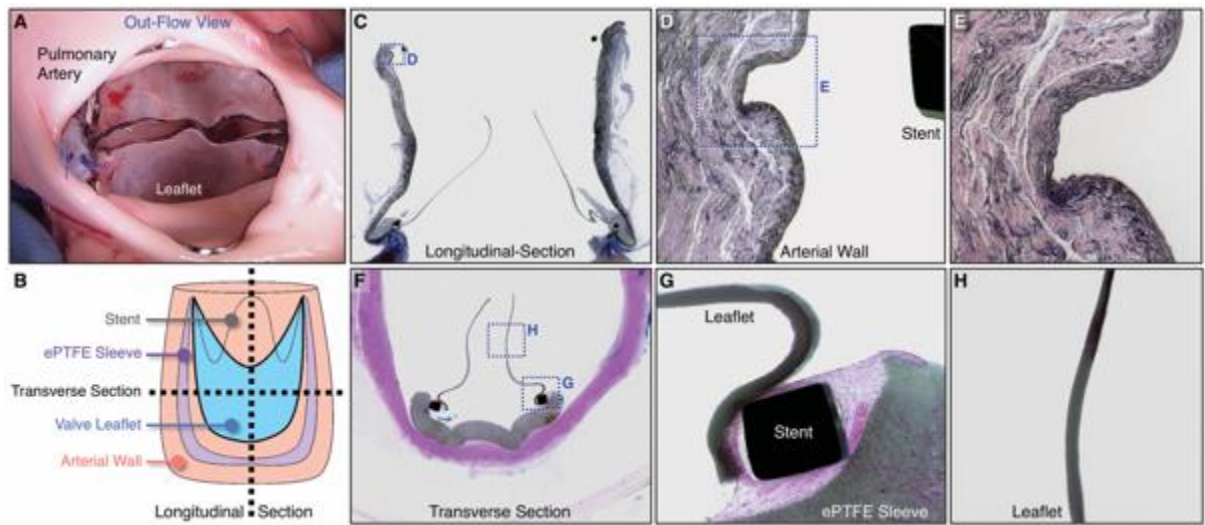 A
Out-Flow View
Pulmonary
Artery
Leaflet
B
Stent
ePTFE Sleeve
Transverse Section
Valve Leaflet
Arterial Wall
Longitudinal Section
C
D
Longitudinal-Section
D
E
Stent
Arterial Wall
E
F
H
G
Transverse Section
G
Leaflet
Stent
ePTFE Sleeve
H
Leaflet